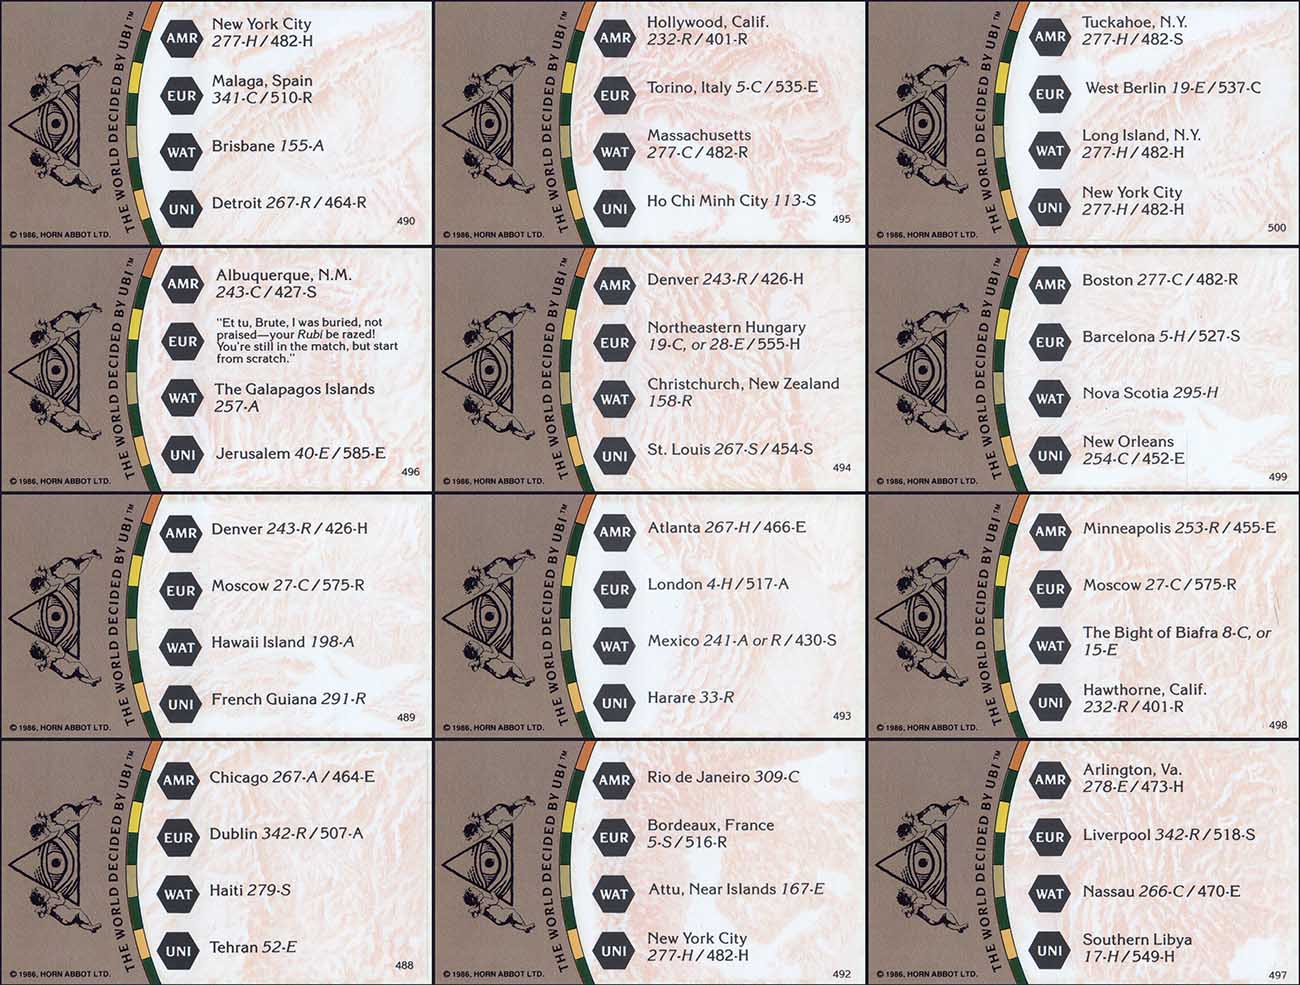 THE WORLD DECIDED BY UBI™
AMR
New York City
277-H / 482-H
EUR
Malaga, Spain
341-C / 510-R
WAT
Brisbane 155-A
UNI
Detroit 267-R / 464-R
490
© 1986, HORN ABBOT LTD.
THE WORLD DECIDED BY UBI™
AMR
Hollywood, Calif.
232-R / 401-R
EUR
Torino, Italy 5-C / 535-E
WAT
Massachusetts
277-C / 482-R
UNI
Ho Chi Minh City 113-S
495
© 1986, HORN ABBOT LTD.
THE WORLD DECIDED BY UBI™
AMR
Tuckahoe, N.Y.
277-H / 482-S
EUR
West Berlin 19-E / 537-C
WAT
Long Island, N.Y.
277-H / 482-H
UNI
New York City
277-H / 482-H
500
© 1986, HORN ABBOT LTD.
THE WORLD DECIDED BY UBI™
AMR
Albuquerque, N.M.
243-C / 427-S
EUR
"Et tu, Brute, I was buried, not
praised—your Rubi be razed!
You're still in the match, but start
from scratch."
WAT
The Galapagos Islands
257-A
UNI
Jerusalem 40-E / 585-E
496
© 1986, HORN ABBOT LTD.
THE WORLD DECIDED BY UBI™
AMR
Denver 243-R / 426-H
EUR
Northeastern Hungary
19-C, or 28-E / 555-H
WAT
Christchurch, New Zealand
158-R
UNI
St. Louis 267-S / 454-S
494
© 1986, HORN ABBOT LTD.
THE WORLD DECIDED BY UBI™
AMR
Boston 277-C / 482-R
EUR
Barcelona 5-H / 527-S
WAT
Nova Scotia 295-H
UNI
New Orleans
254-C / 452-E
499
© 1986, HORN ABBOT LTD.
THE WORLD DECIDED BY UBI™
AMR
Denver 243-R / 426-H
EUR
Moscow 27-C / 575-R
WAT
Hawaii Island 198-A
UNI
French Guiana 291-R
489
© 1986, HORN ABBOT LTD.
THE WORLD DECIDED BY UBI™
AMR
Atlanta 267-H / 466-E
EUR
London 4-H / 517-A
WAT
Mexico 241-A or R / 430-S
UNI
Harare 33-R
493
© 1986, HORN ABBOT LTD.
THE WORLD DECIDED BY UBI™
AMR
Minneapolis 253-R / 455-E
EUR
Moscow 27-C / 575-R
WAT
The Bight of Biafra 8-C, or
15-E
UNI
Hawthorne, Calif.
232-R / 401-R
498
© 1986, HORN ABBOT LTD.
THE WORLD DECIDED BY UBI™
AMR
Chicago 267-A / 464-E
EUR
Dublin 342-R / 507-A
WAT
Haiti 279-S
UNI
Tehran 52-E
488
© 1986, HORN ABBOT LTD.
THE WORLD DECIDED BY UBI™
AMR
Rio de Janeiro 309-C
EUR
Bordeaux, France
5-S / 516-R
WAT
Attu, Near Islands 167-E
UNI
New York City
277-H / 482-H
492
© 1986, HORN ABBOT LTD.
THE WORLD DECIDED BY UBI™
AMR
Arlington, Va.
278-E / 473-H
EUR
Liverpool 342-R / 518-S
WAT
Nassau 266-C / 470-E
UNI
Southern Libya
17-H / 549-H
497
© 1986, HORN ABBOT LTD.